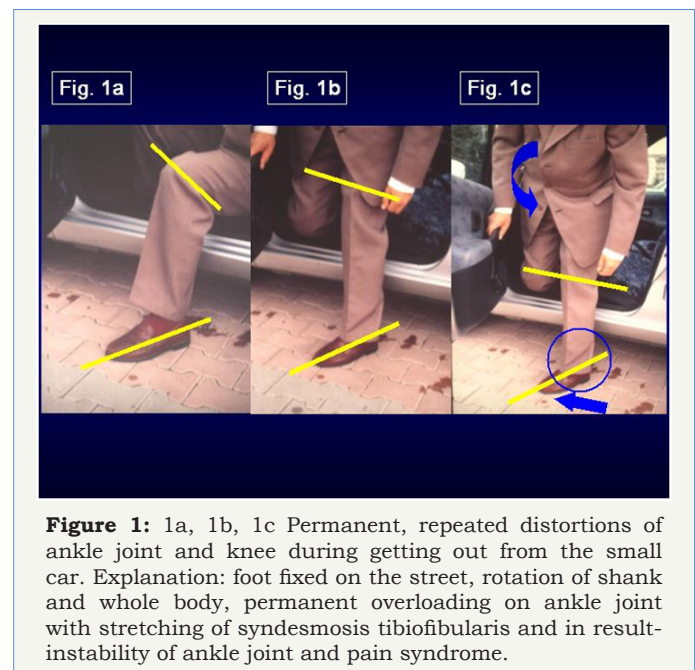 Fig. 1a
Fig. 1b
Fig. 1c
Figure 1: 1a, 1b, 1c Permanent, repeated distortions of
ankle joint and knee during getting out from the small
car. Explanation: foot fixed on the street, rotation of shank
and whole body, permanent overloading on ankle joint
with stretching of syndesmosis tibiofibularis and in result-
instability of ankle joint and pain syndrome.